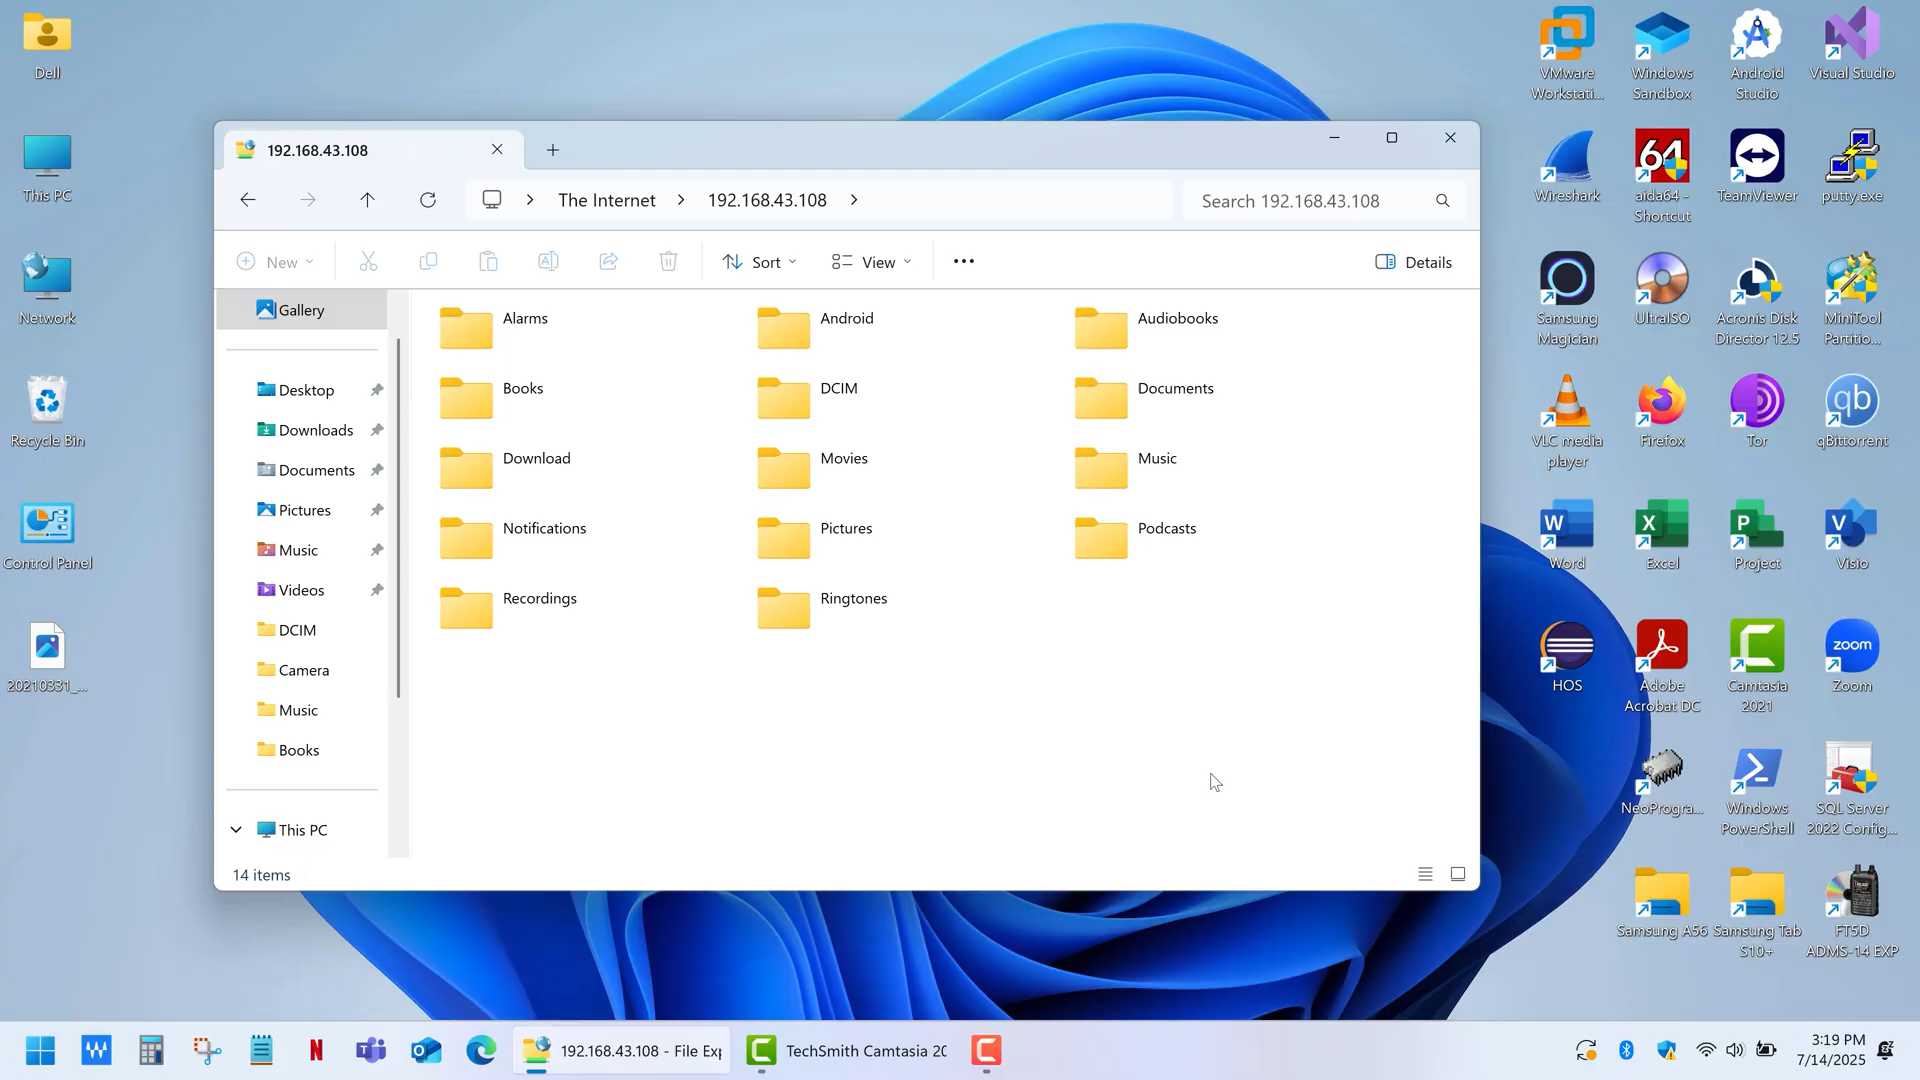 Dell
This PC
Network
Recycle Bin
Control Panel
20210331_...
192.168.43.108
The Internet
192.168.43.108
Search 192.168.43.108
New
Sort
View
Details
Gallery
Desktop
Downloads
Documents
Pictures
Music
Videos
DCIM
Camera
Music
Books
This PC
Alarms
Android
Audiobooks
Books
DCIM
Documents
Download
Movies
Music
Notifications
Pictures
Podcasts
Recordings
Ringtones
14 items
VMware
Workstati...
Windows
Sandbox
Android
Studio
Visual Studio
Wireshark
64
aida64 -
Shortcut
TeamViewer
putty.exe
Samsung
Magician
UltraISO
Acronis Disk
Director 12.5
MiniTool
Partitio...
VLC media
player
Firefox
Tor
qb
qBittorrent
W
Word
X
Excel
P
Project
V
Visio
HOS
Adobe
Acrobat DC
Camtasia
2021
zoom
Zoom
NeoProgra...
Windows
PowerShell
SQL Server
2022 Config...
Samsung A56
Samsung Tab
S10+
FT5D
ADMS-14 EXP
192.168.43.108 - File Exp
TechSmith Camtasia 20
3:19 PM
7/14/2025